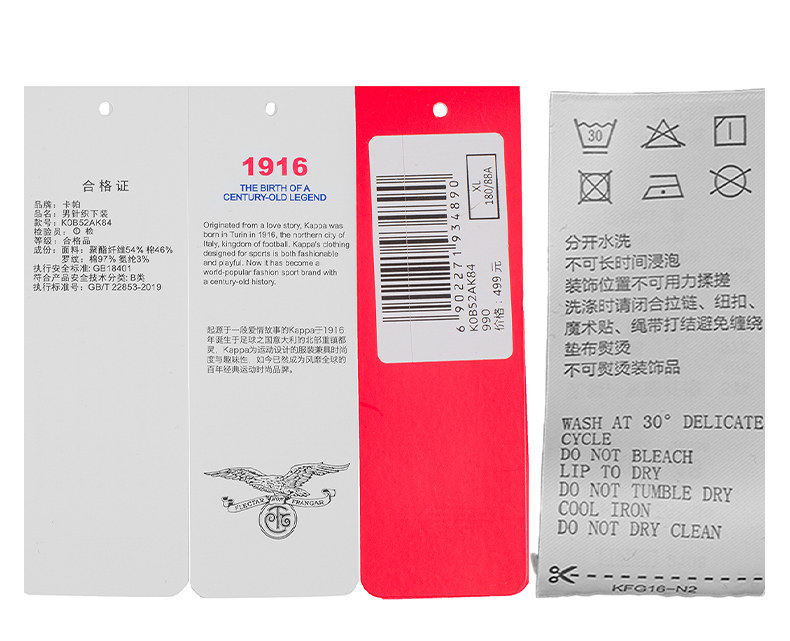 合格证
品牌：卡帕
品名：男针织下装
款号：K0B52AK84
检验员：① 检
等级：合格品
成份：面料：聚酯纤维54% 棉46%
罗纹：棉97% 氨纶3%
执行安全标准: GB18401
符合产品安全技术分类: B类
执行标准号: GB/T 22853-2019
1916
THE BIRTH OF A
CENTURY-OLD LEGEND
Originated from a love story, Kappa was
born in Turin in 1916, the northern city of
Italy, kingdom of football. Kappa's clothing
designed for sports is both fashionable
and playful. Now it has become a
world-popular fashion sport brand with
a century-old history.
起源于一段爱情故事的Kappa于1916
年诞生于足球之国意大利的北部重镇都
灵，Kappa为运动设计的服装兼具时尚
度与趣味性，如今已然成为风靡全球的
百年经典运动时尚品牌。
FLECTAR NON FRANGAR
XL
180/88A
6 902271 934890
K0B52AK84
990
价格：499 元
30
分开水洗
不可长时间浸泡
装饰位置不可用力揉搓
洗涤时请闭合拉链、纽扣、
魔术贴、绳带打结避免缠绕
垫布熨烫
不可熨烫装饰品
WASH AT 30° DELICATE
CYCLE
DO NOT BLEACH
LIP TO DRY
DO NOT TUMBLE DRY
COOL IRON
DO NOT DRY CLEAN
KFG16-N2